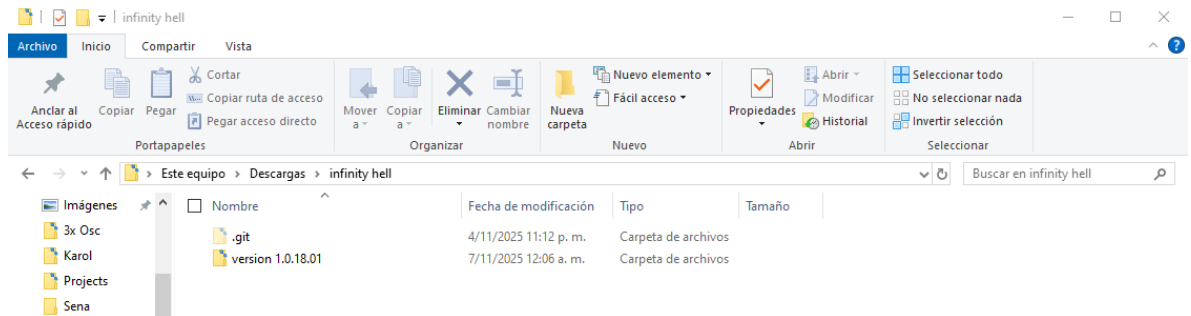 infinity hell
Archivo Inicio Compartir Vista
Anclar al Acceso rápido
Copiar
Pegar
Cortar
Copiar ruta de acceso
Pegar acceso directo
Portapapeles
Mover a
Copiar a
Eliminar
Cambiar nombre
Organizar
Nueva carpeta
Nuevo elemento
Fácil acceso
Nuevo
Propiedades
Abrir
Modificar
Historial
Abrir
Seleccionar todo
No seleccionar nada
Invertir selección
Seleccionar
Este equipo > Descargas > infinity hell
Buscar en infinity hell
Imágenes
3x Osc
Karol
Projects
Sena
Nombre Fecha de modificación Tipo Tamaño
.git 4/11/2025 11:12 p. m. Carpeta de archivos
version 1.0.18.01 7/11/2025 12:06 a. m. Carpeta de archivos